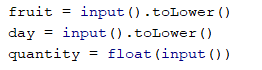 fruit = input().toLower()
day = input().toLower()
quantity = float(input())